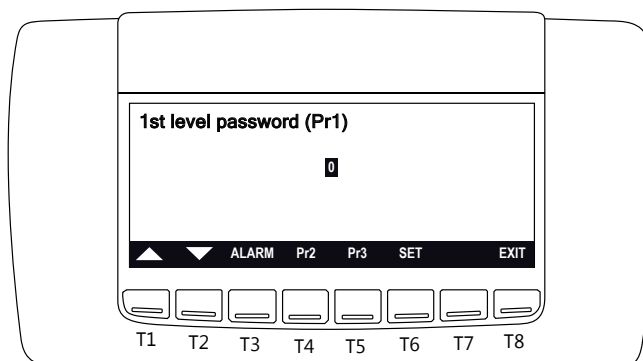 1st level password (Pr1)
0
ALARM Pr2 Pr3 SET EXIT
T1 T2 T3 T4 T5 T6 T7 T8